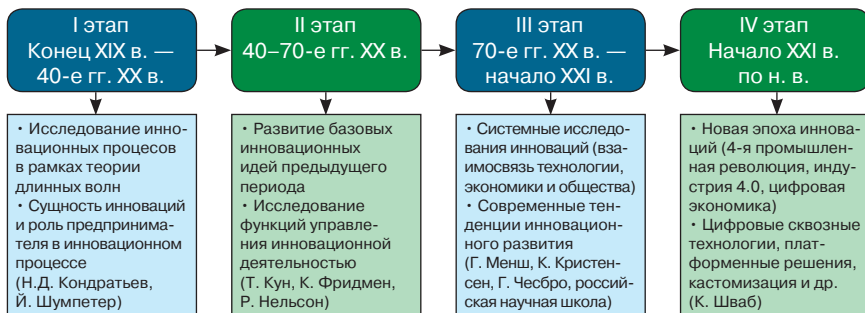 I этап
Конец XIX в. —
40-е гг. XX в.
II этап
40–70-е гг. XX в.
III этап
70-е гг. XX в. —
начало XXI в.
IV этап
Начало XXI в.
по н. в.
• Исследование инно-
вационных процесов
в рамках теории
длинных волн
• Сущность инноваций
и роль предпринима-
теля в инновационном
процессе
(Н.Д. Кондратьев,
Й. Шумпетер)
• Развитие базовых
инновационных
идей предыдущего
периода
• Исследование
функций управле-
ния инновационной
деятельностью
(Т. Кун, К. Фридмен,
Р. Нельсон)
• Системные исследо-
вания инноваций (вза-
имосвязь технологии,
экономики и общества)
• Современные тен-
денции инновацион-
ного развития
(Г. Менш, К. Кристен-
сен, Г. Чесбро, россий-
ская научная школа)
• Новая эпоха иннова-
ций (4-я промышлен-
ная революция, инду-
стрия 4.0, цифровая
экономика)
• Цифровые сквозные
технологии, плат-
форменные решения,
кастомизация и др.
(К. Шваб)